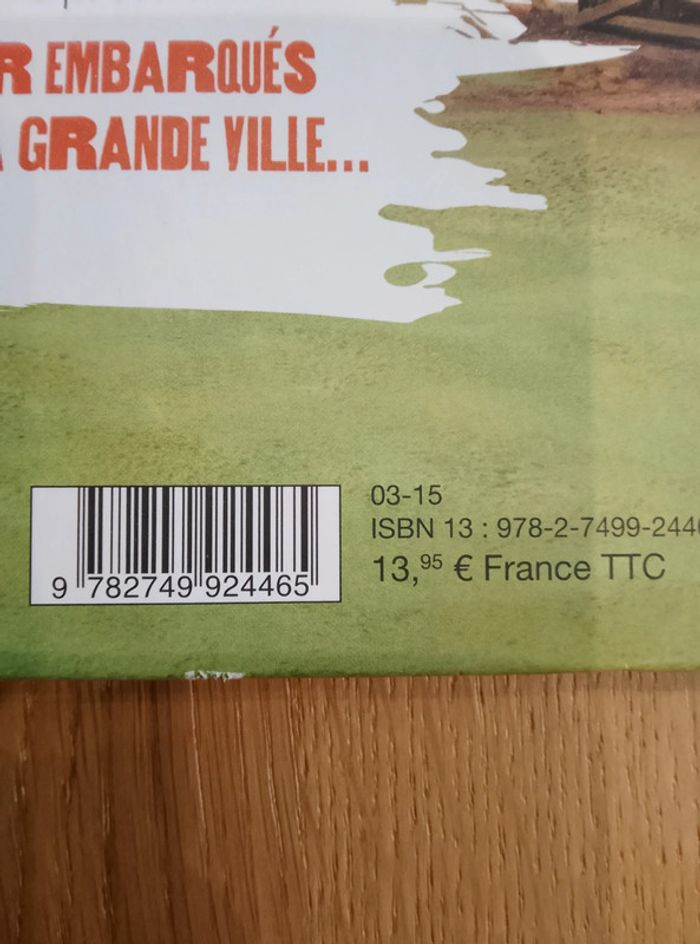 R EMBARQUÉS
GRANDE VILLE...
03-15
ISBN 13 : 978-2-7499-244
13,95 € France TTC
9 782749 924465